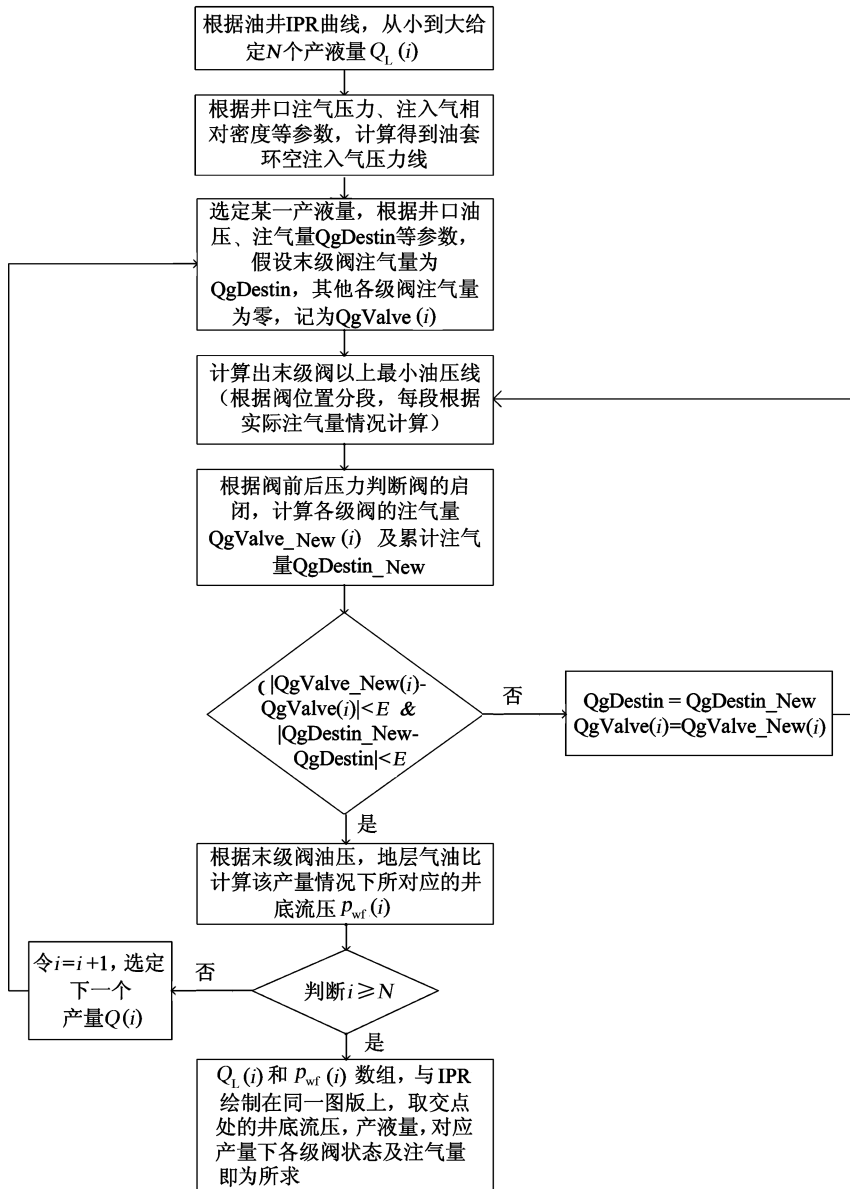 根据油井IPR曲线，从小到大给
定N个产液量Q_L(i)
根据井口注气压力、注入气相
对密度等参数，计算得到油套
环空注入气压力线
选定某一产液量，根据井口油
压、注气量QgDestin等参数，
假设末级阀注气量为
QgDestin，其他各级阀注气量
为零，记为QgValve(i)
计算出末级阀以上最小油压线
（根据阀位置分段，每段根据
实际注气量情况计算）
根据阀前后压力判断阀的启
闭，计算各级阀的注气量
QgValve_New(i) 及累计注气
量QgDestin_New
(|QgValve_New(i)-
QgValve(i)|<E &
|QgDestin_New-
QgDestin|<E
否
QgDestin = QgDestin_New
QgValve(i)=QgValve_New(i)
是
根据末级阀油压，地层气油比
计算该产量情况下所对应的井
底流压p_wf(i)
判断i≥N
否
令i=i+1，选定
下一个
产量Q(i)
是
Q_L(i)和p_wf(i)数组，与IPR
绘制在同一图版上，取交点
处的井底流压，产液量，对应
产量下各级阀状态及注气量
即为所求